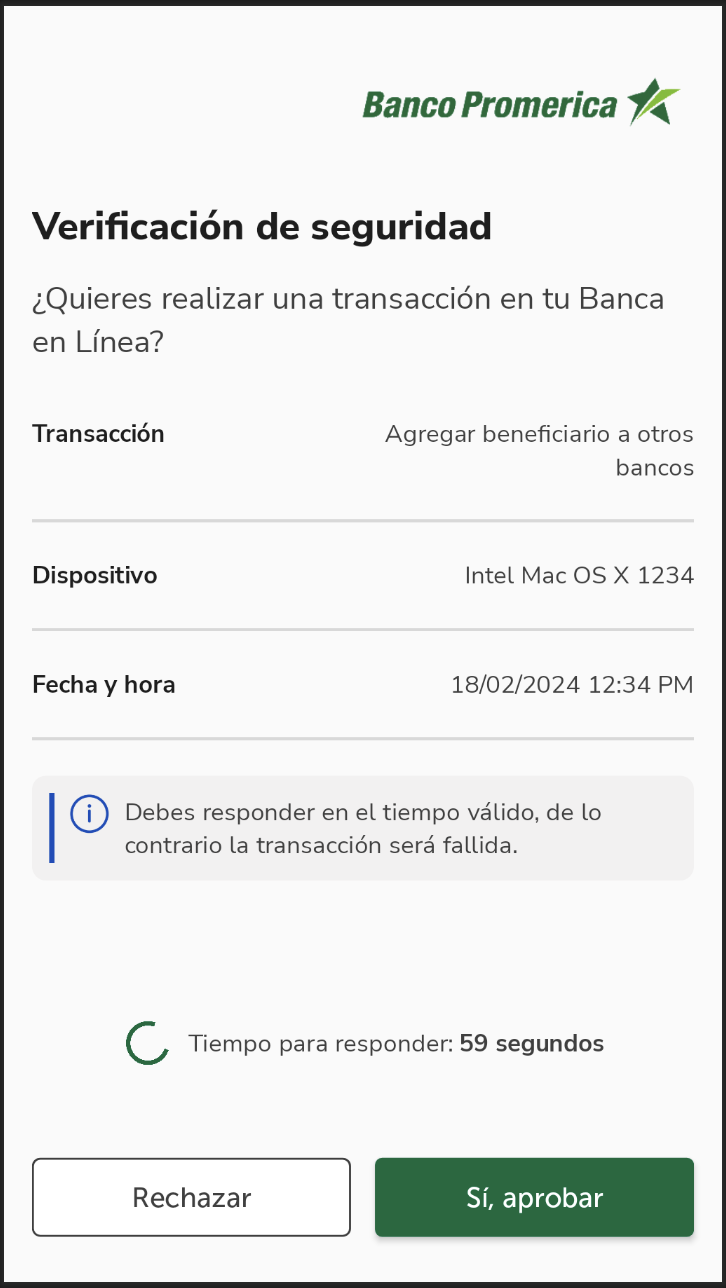 Banco Promerica
Verificación de seguridad
¿Quieres realizar una transacción en tu Banca
en Línea?
Transacción
Agregar beneficiario a otros
bancos
Dispositivo
Intel Mac OS X 1234
Fecha y hora
18/02/2024 12:34 PM
Debes responder en el tiempo válido, de lo
contrario la transacción será fallida.
Tiempo para responder: 59 segundos
Rechazar
Sí, aprobar